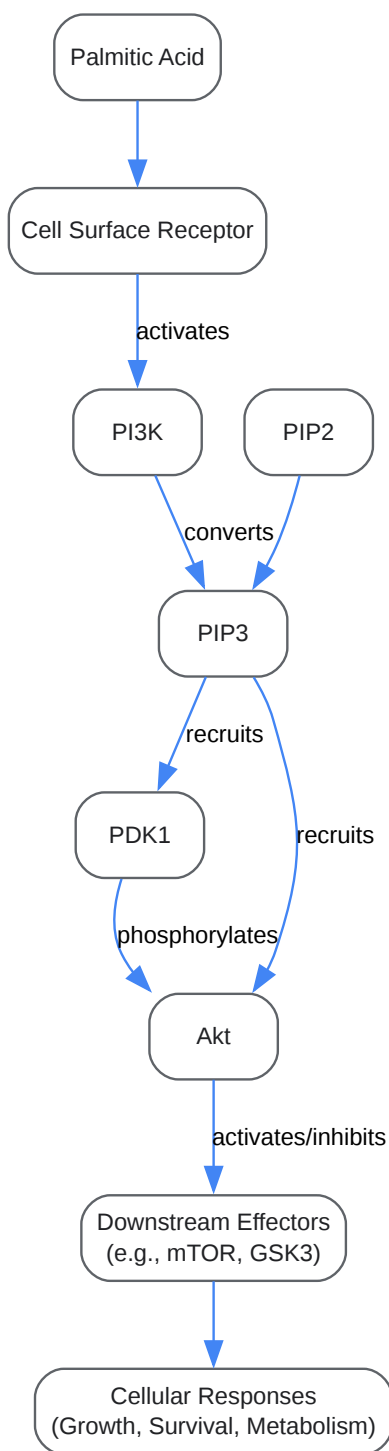 Palmitic Acid
Cell Surface Receptor
activates
PI3K
PIP2
converts
PIP3
recruits
PDK1
recruits
phosphorylates
Akt
activates/inhibits
Downstream Effectors
(e.g., mTOR, GSK3)
Cellular Responses
(Growth, Survival, Metabolism)